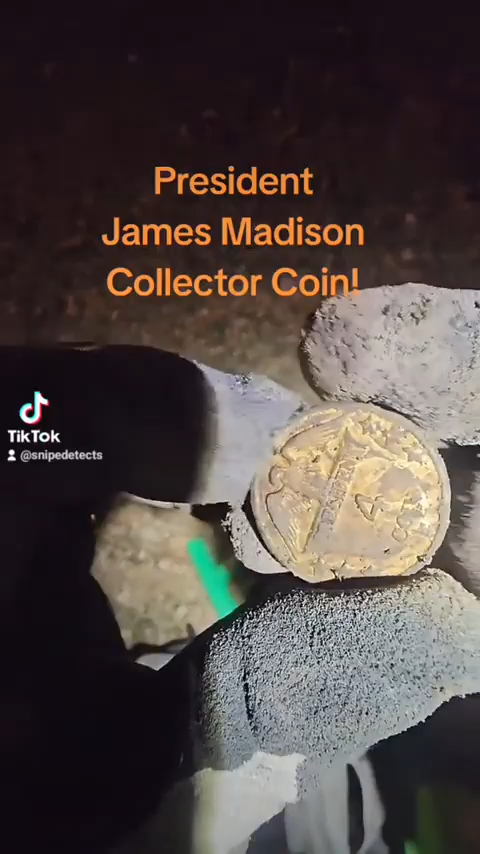 President
James Madison
Collector Coin!
TikTok
@snipedetects